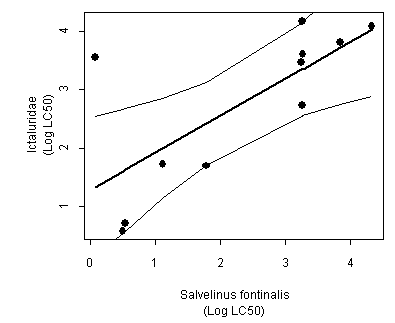 Ictaluridae
(Log LC50)
4
3
2
1
0 1 2 3 4
Salvelinus fontinalis
(Log LC50)